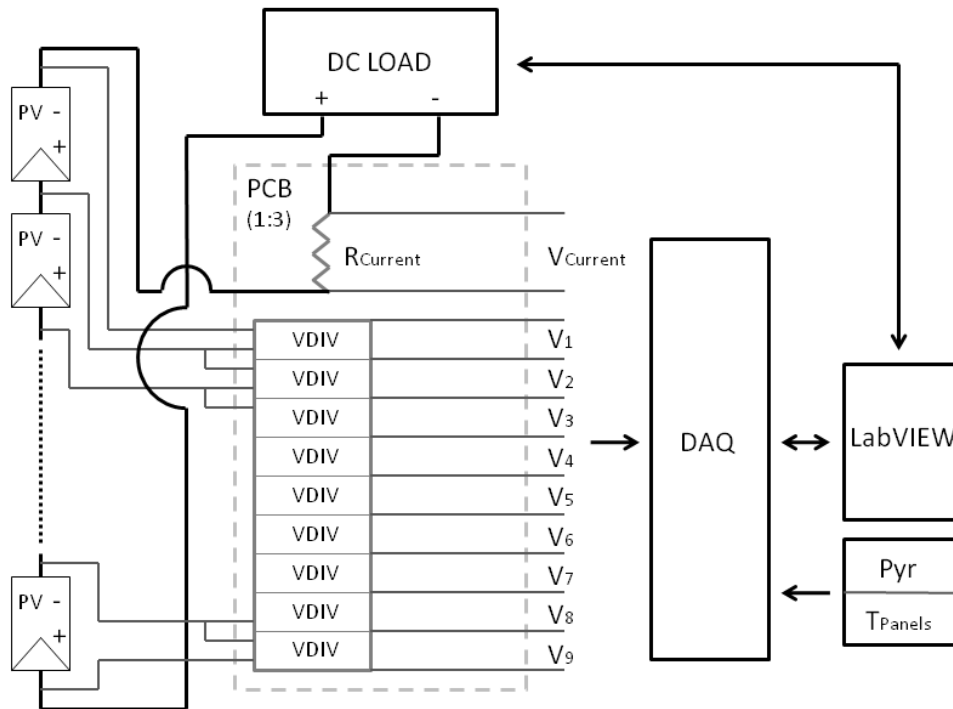 DC LOAD
+ -
PV -
+
PCB
(1:3)
PV -
+
RCurrent
VCurrent
VDIV
V1
VDIV
V2
VDIV
V3
VDIV
V4
VDIV
V5
VDIV
V6
VDIV
V7
VDIV
V8
VDIV
V9
DAQ
LabVIEW
Pyr
TPanels
PV -
+